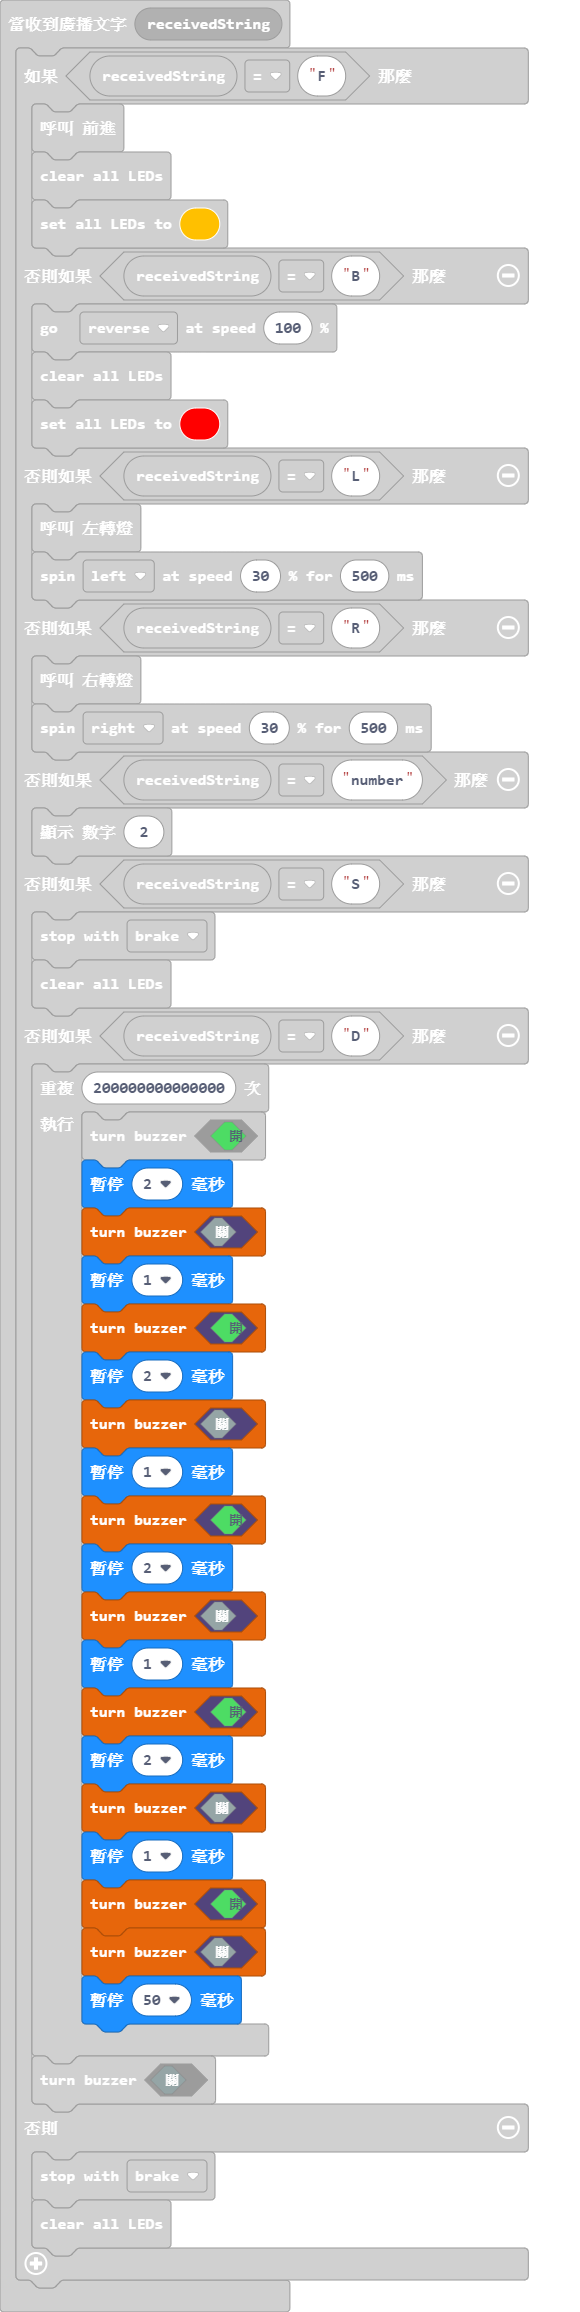 當收到廣播文字 receivedString
如果 receivedString = "F" 那麼
呼叫 前進
clear all LEDs
set all LEDs to
否則如果 receivedString = "B" 那麼
go reverse at speed 100 %
clear all LEDs
set all LEDs to
否則如果 receivedString = "L" 那麼
呼叫 左轉燈
spin left at speed 30 % for 500 ms
否則如果 receivedString = "R" 那麼
呼叫 右轉燈
spin right at speed 30 % for 500 ms
否則如果 receivedString = "number" 那麼
顯示 數字 2
否則如果 receivedString = "S" 那麼
stop with brake
clear all LEDs
否則如果 receivedString = "D" 那麼
重複 200000000000000 次
執行 turn buzzer 開
暫停 2 毫秒
turn buzzer 關
暫停 1 毫秒
turn buzzer 開
暫停 2 毫秒
turn buzzer 關
暫停 1 毫秒
turn buzzer 開
暫停 2 毫秒
turn buzzer 關
暫停 1 毫秒
turn buzzer 開
暫停 2 毫秒
turn buzzer 關
暫停 1 毫秒
turn buzzer 開
turn buzzer 關
暫停 50 毫秒
turn buzzer 關
否則
stop with brake
clear all LEDs